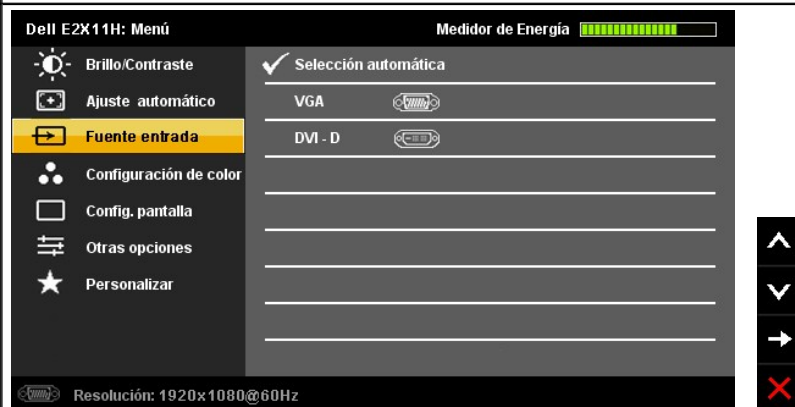 Dell E2X11H: Menú
Medidor de Energía
Brillo/Contraste
Ajuste automático
Fuente entrada
Configuración de color
Config. pantalla
Otras opciones
Personalizar
Selección automática
VGA
DVI - D
Resolución: 1920x1080@60Hz